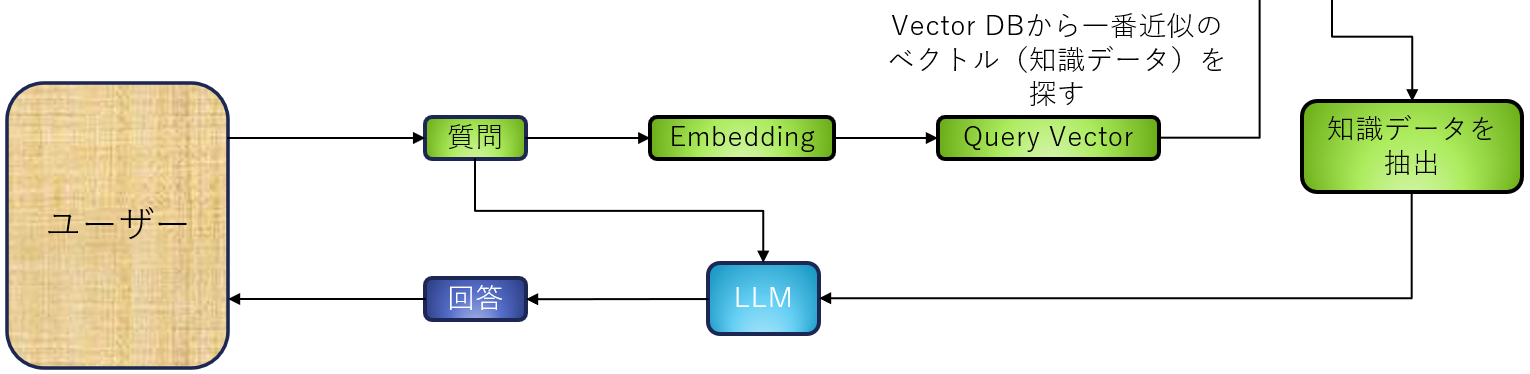 Vector DBから一番近似の
ベクトル（知識データ）を
探す
ユーザー
質問
Embedding
Query Vector
知識データを
抽出
回答
LLM